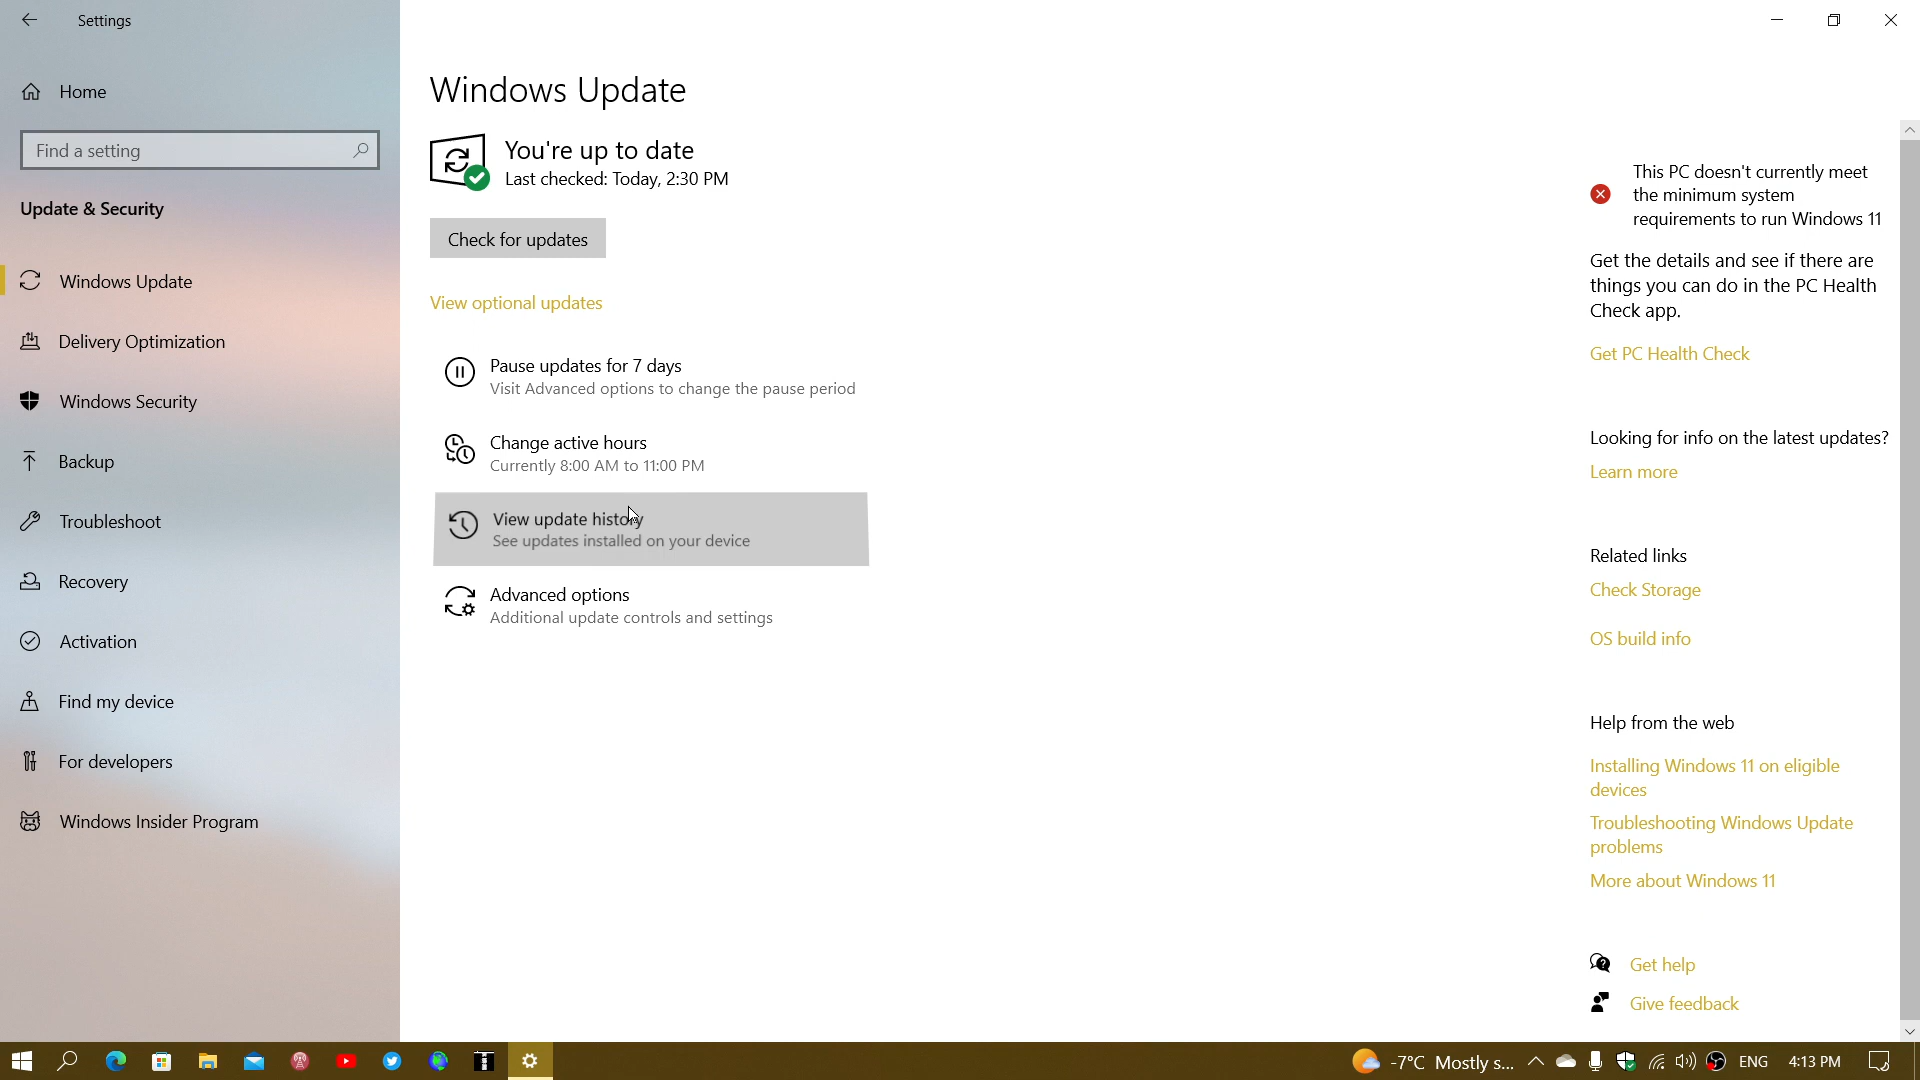 Settings
Home
Find a setting
Update & Security
Windows Update
Delivery Optimization
Windows Security
Backup
Troubleshoot
Recovery
Activation
Find my device
For developers
Windows Insider Program
Windows Update
You're up to date
Last checked: Today, 2:30 PM
Check for updates
View optional updates
Pause updates for 7 days
Visit Advanced options to change the pause period
Change active hours
Currently 8:00 AM to 11:00 PM
View update history
See updates installed on your device
Advanced options
Additional update controls and settings
This PC doesn't currently meet
the minimum system
requirements to run Windows 11
Get the details and see if there are
things you can do in the PC Health
Check app.
Get PC Health Check
Looking for info on the latest updates?
Learn more
Related links
Check Storage
OS build info
Help from the web
Installing Windows 11 on eligible
devices
Troubleshooting Windows Update
problems
More about Windows 11
Get help
Give feedback
-7°C Mostly s... ENG 4:13 PM